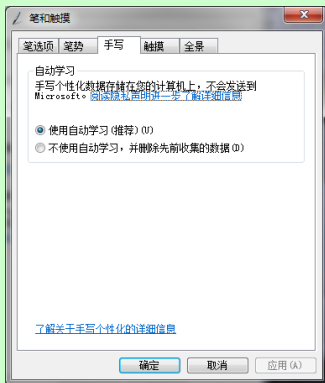 笔和触摸
笔选项 笔势 手写 触摸 全景
自动学习
手写个性化数据存储在您的计算机上，不会发送到
Microsoft。阅读隐私声明进一步了解详细信息
使用自动学习(推荐)(U)
不使用自动学习，并删除先前收集的数据(D)
了解关于手写个性化的详细信息
确定 取消 应用(A)